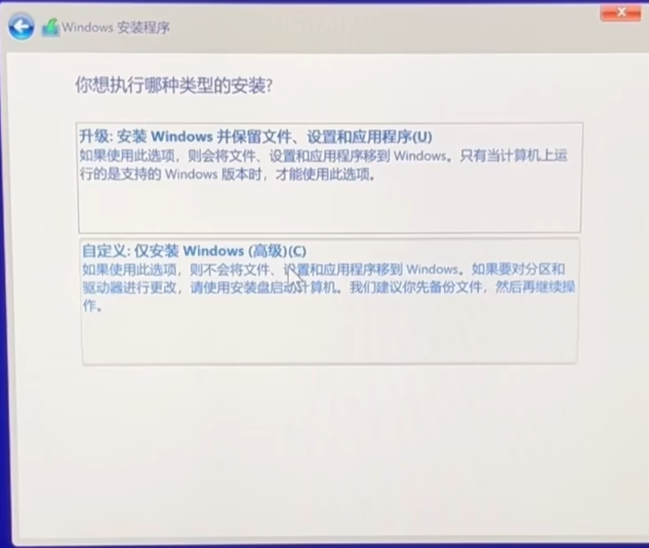 Windows 安装程序
你想执行哪种类型的安装?
升级: 安装 Windows 并保留文件、设置和应用程序(U)
如果使用此选项，则会将文件、设置和应用程序移到 Windows。只有当计算机上运
行的是支持的 Windows 版本时，才能使用此选项。
自定义: 仅安装 Windows (高级)(C)
如果使用此选项，则不会将文件、设置和应用程序移到 Windows。如果要对分区和
驱动器进行更改，请使用安装盘启动计算机。我们建议你先备份文件，然后再继续操
作。